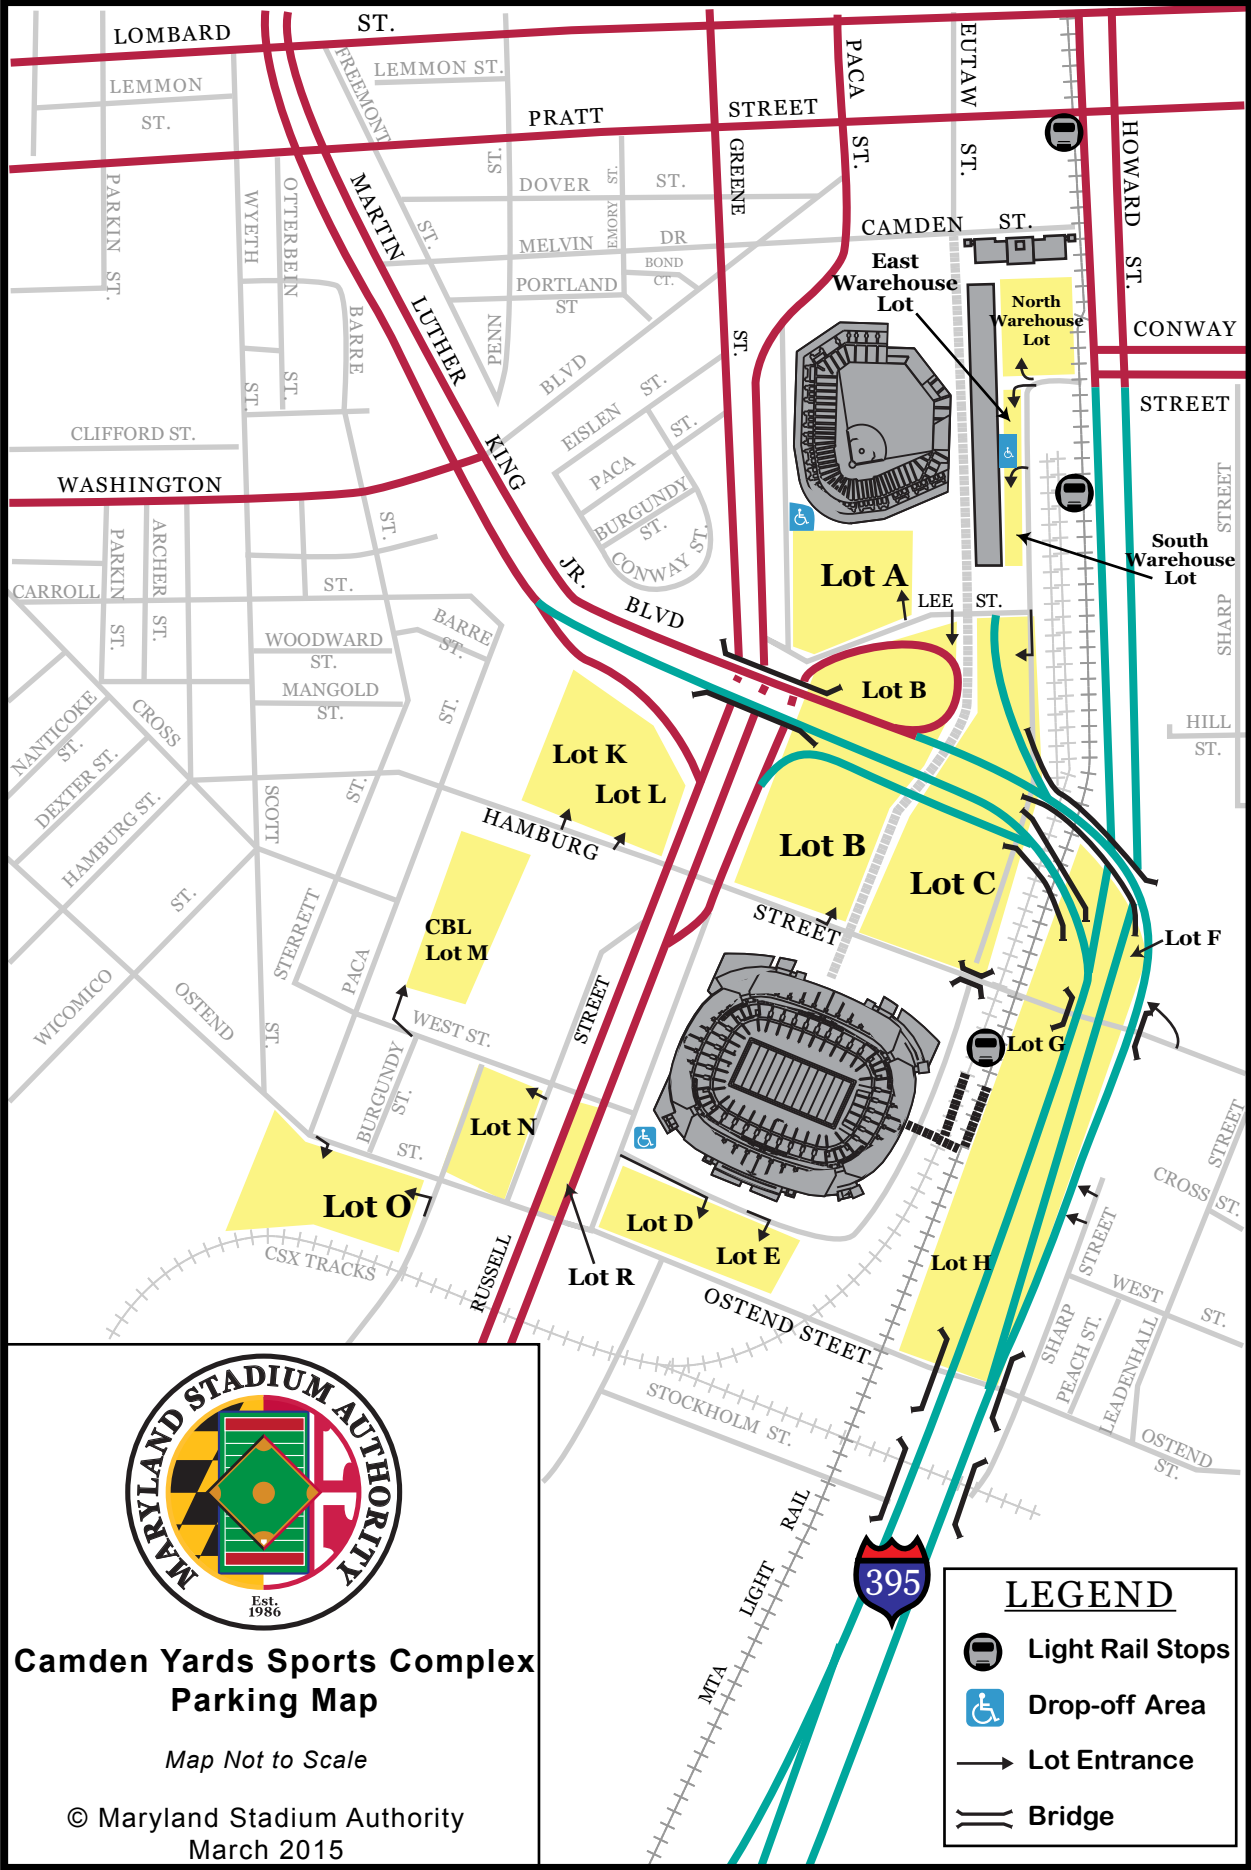 LOMBARD ST.
LEMMON
ST.
FREEMONT
ST.
LEMMON ST.
PRATT STREET
PACA
ST.
EUTAW
ST.
HOWARD
ST.
GREENE
ST.
DOVER ST.
EMORY ST.
MELVIN DR
BOND
CT.
PORTLAND
ST
PENN
ST.
CAMDEN ST.
PARKIN ST.
WYETH
ST.
OTTERBEIN
ST.
BARRE
ST.
MARTIN
LUTHER
KING
JR.
BLVD
East
Warehouse
Lot
North
Warehouse
Lot
CONWAY
STREET
BLVD
EISLEN ST.
PACA ST.
BURGUNDY
ST.
CONWAY ST.
CLIFFORD ST.
WASHINGTON
SHARP STREET
South
Warehouse
Lot
Lot A
LEE ST.
PARKIN ST.
ARCHER ST.
CARROLL ST.
WOODWARD
ST.
MANGOLD
ST.
BARRE
ST.
ST.
Lot B
HILL
ST.
NANTICOKE
ST.
CROSS
DEXTER ST.
HAMBURG ST.
ST.
SCOTT
ST.
ST.
Lot K
Lot L
HAMBURG
STREET
Lot B
Lot C
STERRETT
PACA
CBL
Lot M
Lot F
WICOMICO
OSTEND
WEST ST.
STREET
Lot G
BURGUNDY
ST.
ST.
Lot N
Lot O
CSX TRACKS
RUSSELL
Lot R
Lot D
Lot E
Lot H
OSTEND STEET
STREET
CROSS ST.
STREET
WEST
ST.
SHARP
PEACH ST.
LEADENHALL
OSTEND
ST.
STOCKHOLM ST.
MTA LIGHT RAIL
395
MARYLAND STADIUM AUTHORITY
Est.
1986
Camden Yards Sports Complex
Parking Map
Map Not to Scale
© Maryland Stadium Authority
March 2015
LEGEND
Light Rail Stops
Drop-off Area
Lot Entrance
Bridge